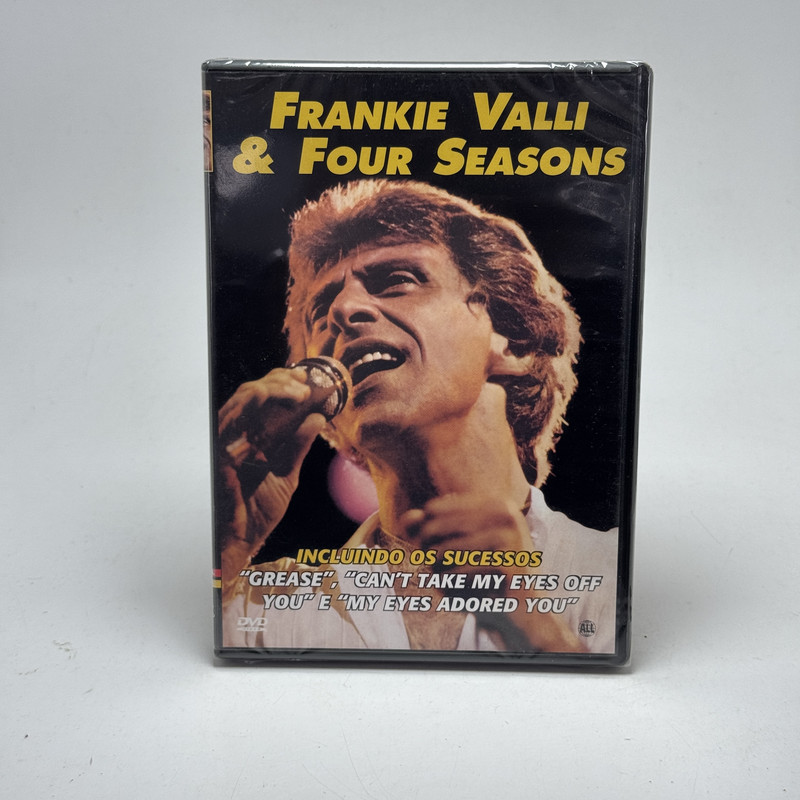 FRANKIE VALLI
& FOUR SEASONS
INCLUINDO OS SUCESSOS
"GREASE", "CAN'T TAKE MY EYES OFF
YOU" E "MY EYES ADORED YOU"
DVD
ALL